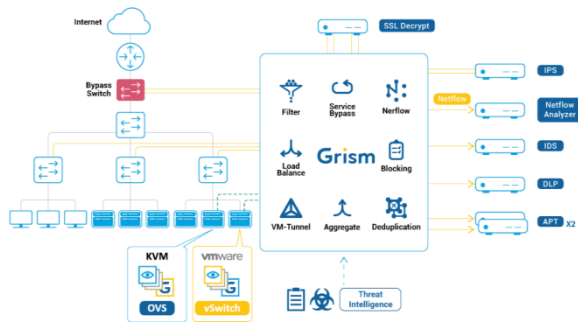 Internet
SSL Decrypt
Bypass
Switch
IPS
Filter
Service
Bypass
Nerflow
Netflow
Netflow
Analyzer
Load
Balance
Grism
Blocking
IDS
DLP
VM-Tunnel
Aggregate
Deduplication
APT
X2
KVM
G
OVS
vmware
G
vSwitch
Threat
Intelligence